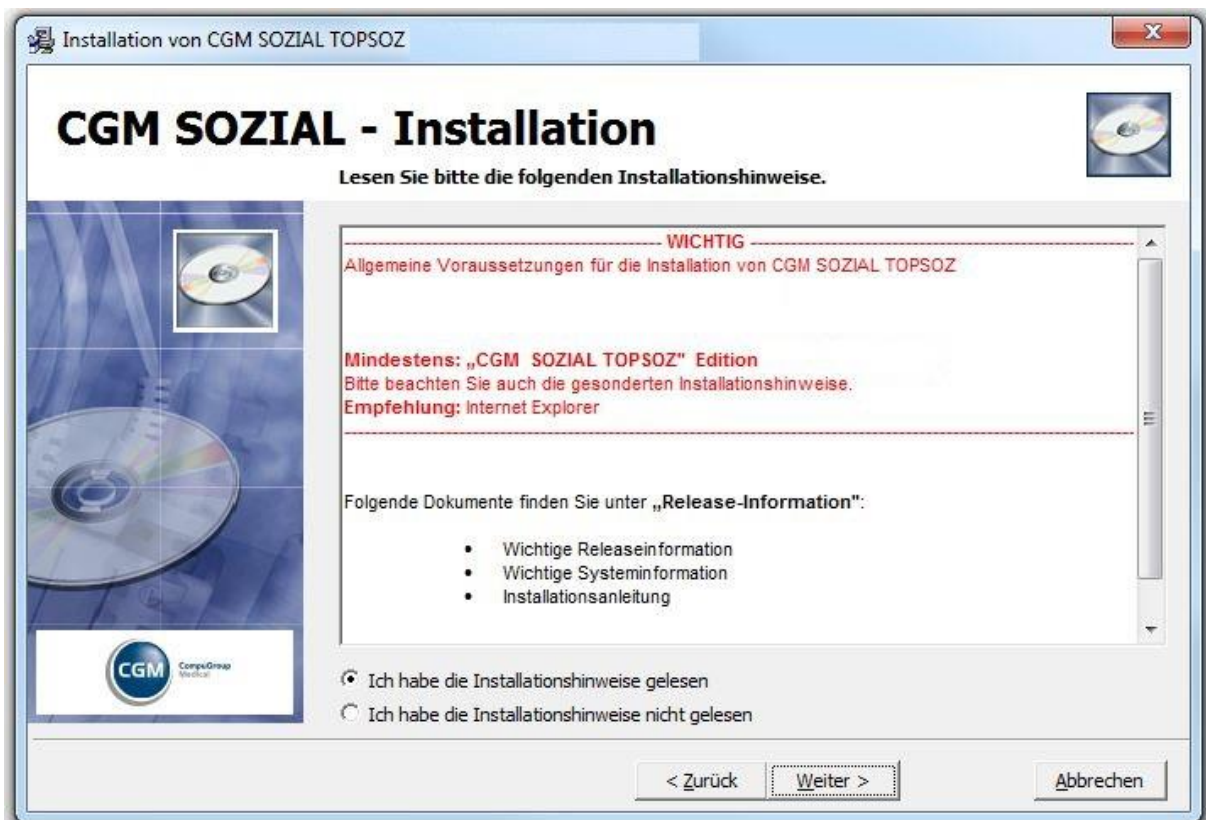 Installation von CGM SOZIAL TOPSOZ
CGM SOZIAL - Installation
Lesen Sie bitte die folgenden Installationshinweise.
WICHTIG
Allgemeine Voraussetzungen für die Installation von CGM SOZIAL TOPSOZ
Mindestens: „CGM SOZIAL TOPSOZ" Edition
Bitte beachten Sie auch die gesonderten Installationshinweise.
Empfehlung: Internet Explorer
Folgende Dokumente finden Sie unter „Release-Information":
• Wichtige Releaseinformation
• Wichtige Systeminformation
• Installationsanleitung
CGM CompuGroup
Medical
Ich habe die Installationshinweise gelesen
Ich habe die Installationshinweise nicht gelesen
< Zurück Weiter > Abbrechen